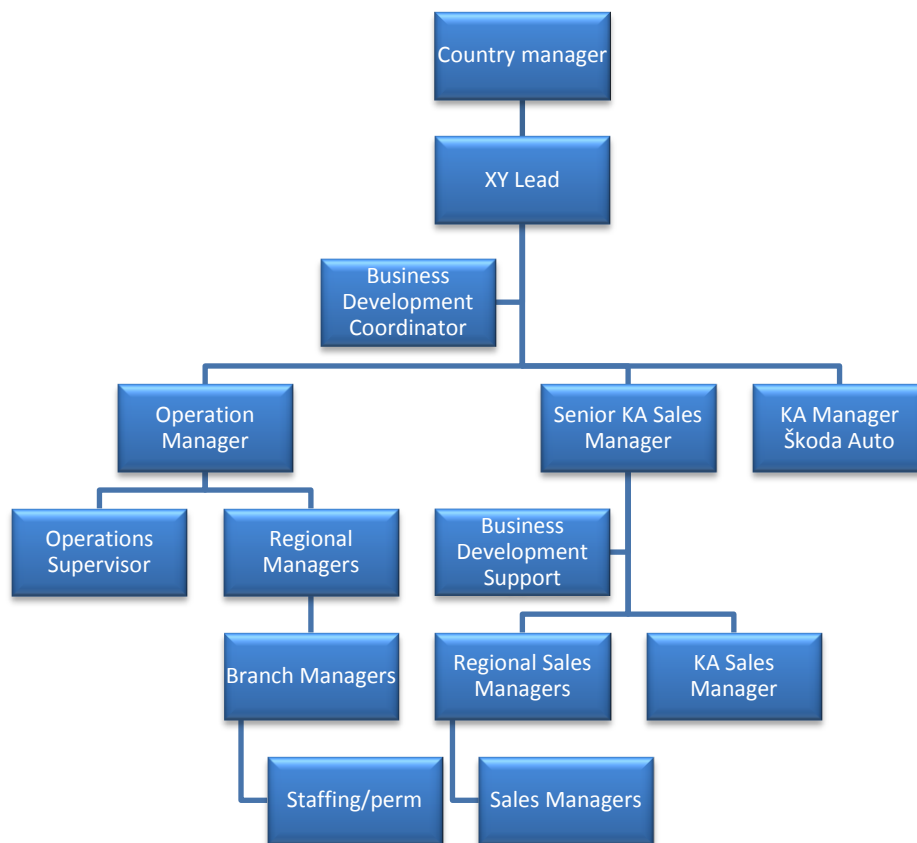 Country manager
XY Lead
Business
Development
Coordinator
Operation
Manager
Senior KA Sales
Manager
KA Manager
Škoda Auto
Operations
Supervisor
Regional
Managers
Business
Development
Support
Branch Managers
Regional Sales
Managers
KA Sales
Manager
Staffing/perm
Sales Managers